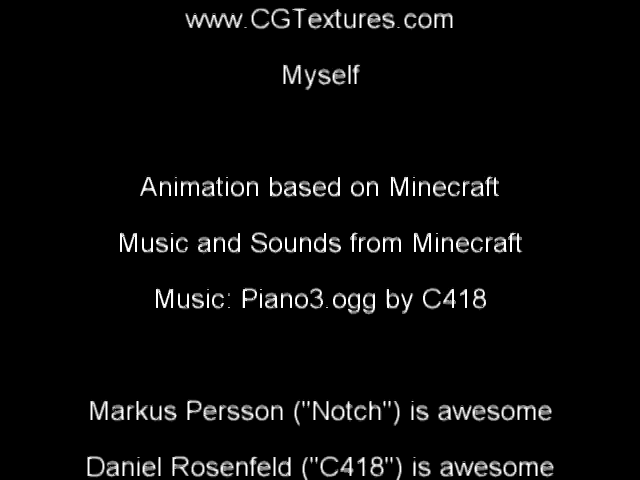 www.CGTextures.com
Myself
Animation based on Minecraft
Music and Sounds from Minecraft
Music: Piano3.ogg by C418
Markus Persson ("Notch") is awesome
Daniel Rosenfeld ("C418") is awesome